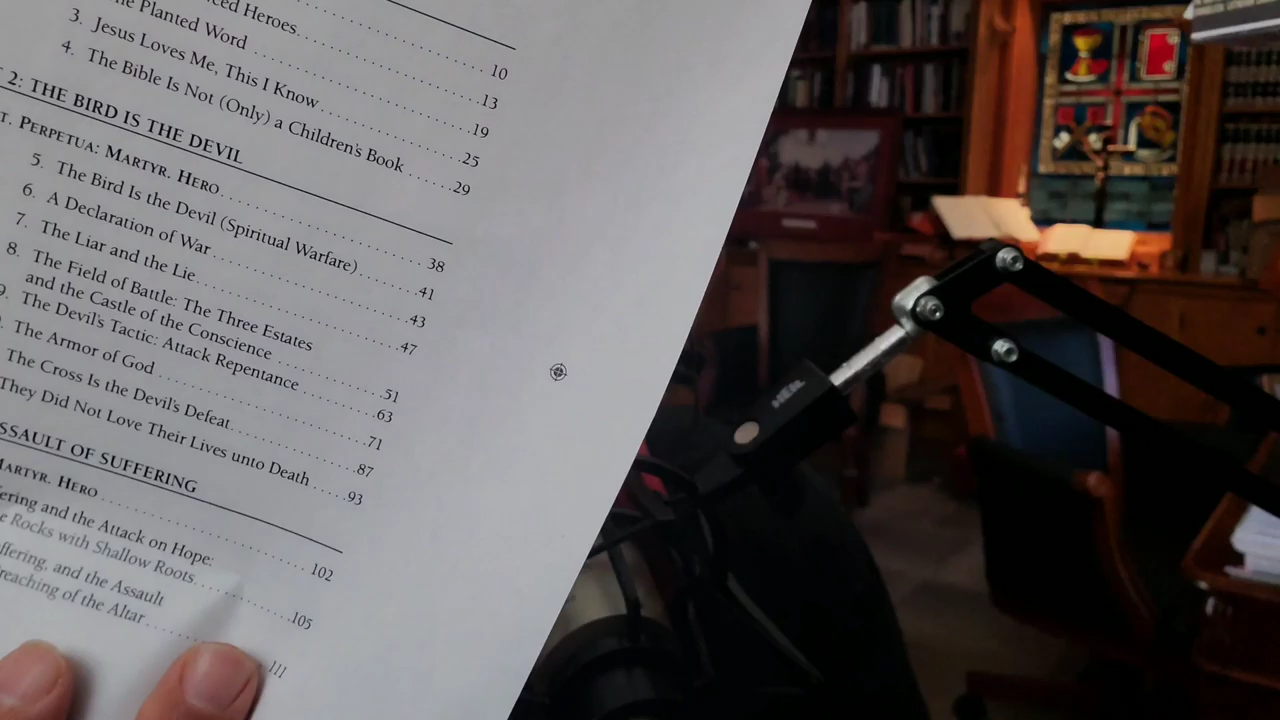 10
ced Heroes 13
he Planted Word 19
3. Jesus Loves Me, This I Know 25
4. The Bible Is Not (Only) a Children's Book 29
2: THE BIRD IS THE DEVIL
T. PERPETUA: MARTYR. HERO 38
5. The Bird Is the Devil (Spiritual Warfare) 41
6. A Declaration of War 43
7. The Liar and the Lie 47
8. The Field of Battle: The Three Estates
and the Castle of the Conscience 51
9. The Devil's Tactic: Attack Repentance 63
The Armor of God 71
The Cross Is the Devil's Defeat 87
They Did Not Love Their Lives unto Death 93
SSAULT OF SUFFERING
MARTYR. HERO 102
ering and the Attack on Hope:
e Rocks with Shallow Roots 105
ffering, and the Assault
reaching of the Altar 111